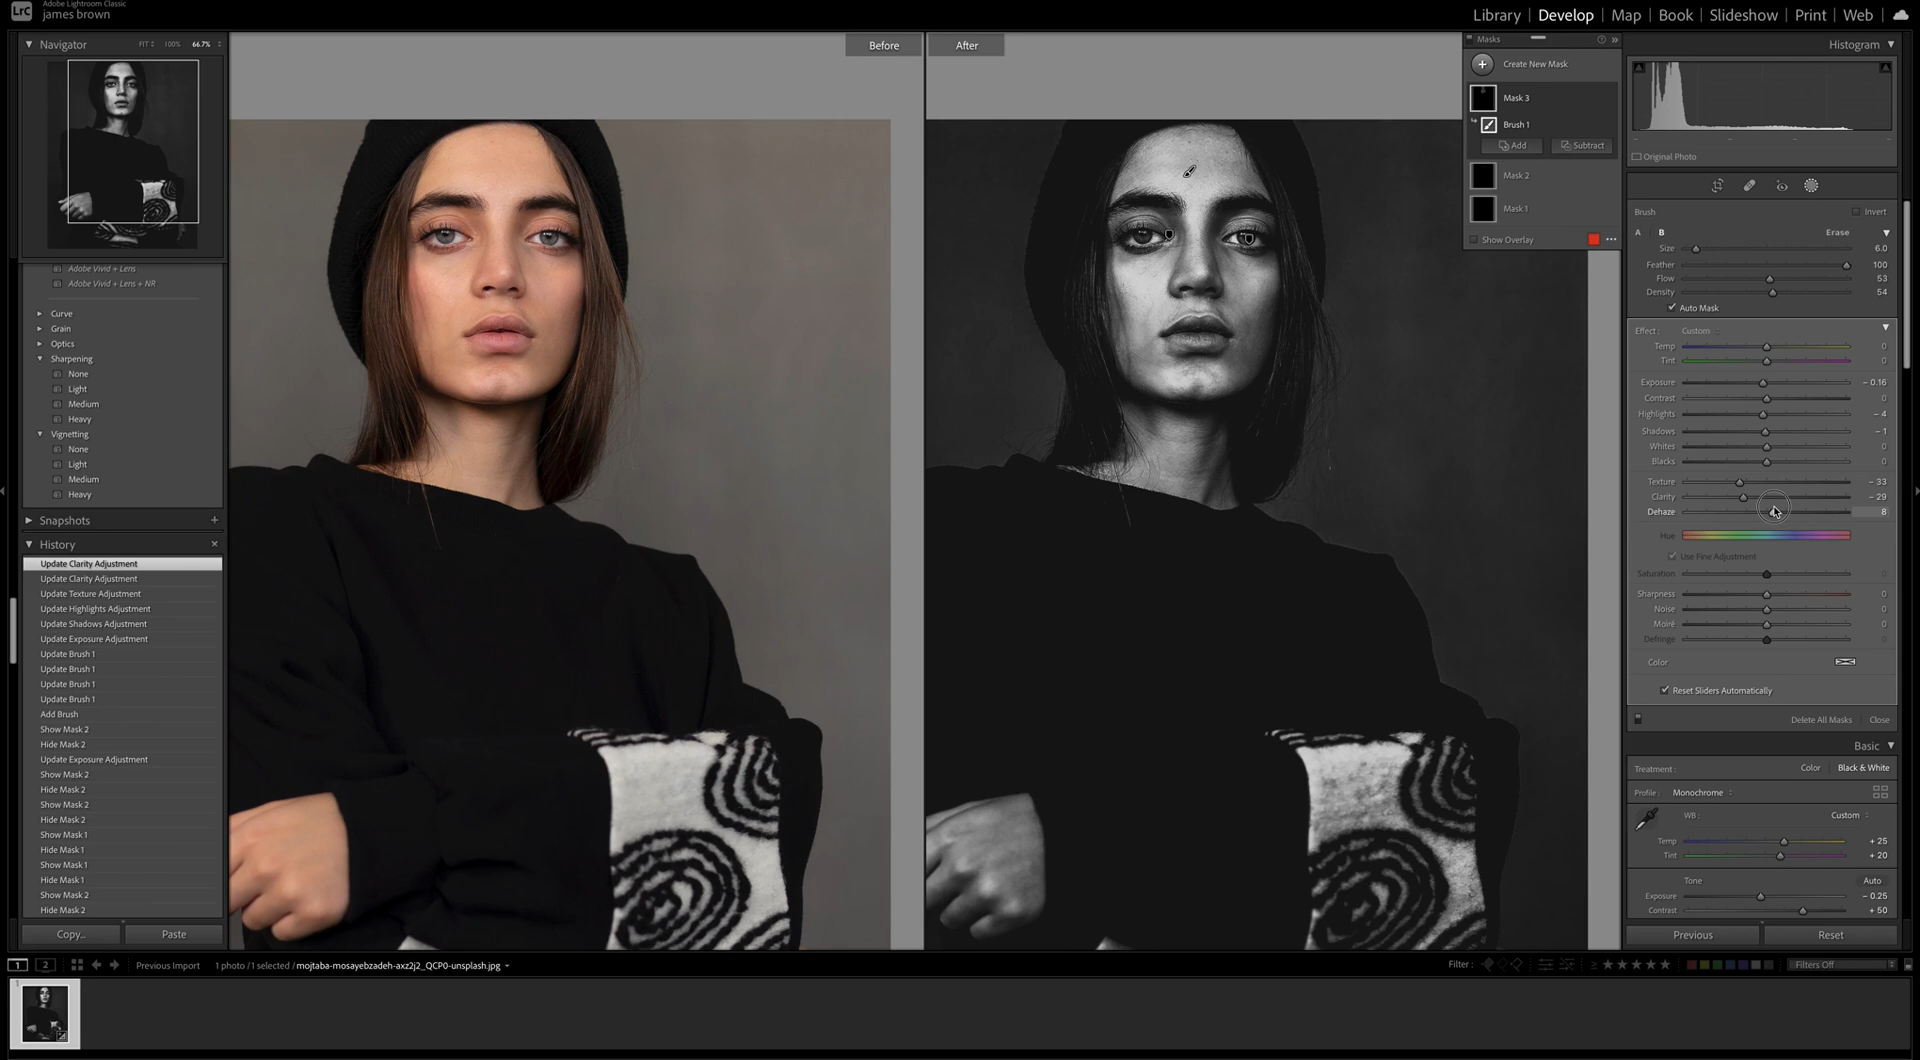 LrC
Adobe Lightroom Classic
james brown
Library | Develop | Map | Book | Slideshow | Print | Web
Navigator
FIT
100%
66.7%
Adobe Vivid + Lens
Adobe Vivid + Lens + NR
Curve
Grain
Optics
Sharpening
None
Light
Medium
Heavy
Vignetting
None
Light
Medium
Heavy
Snapshots +
History ×
Update Clarity Adjustment
Update Clarity Adjustment
Update Texture Adjustment
Update Highlights Adjustment
Update Shadows Adjustment
Update Exposure Adjustment
Update Brush 1
Update Brush 1
Update Brush 1
Update Brush 1
Add Brush
Show Mask 2
Hide Mask 2
Update Exposure Adjustment
Show Mask 2
Hide Mask 2
Show Mask 2
Hide Mask 2
Show Mask 1
Hide Mask 1
Show Mask 1
Hide Mask 1
Show Mask 2
Hide Mask 2
Copy...
Paste
Before
After
Masks
Create New Mask
Mask 3
Brush 1
Add
Subtract
Mask 2
Mask 1
Show Overlay
Histogram
Original Photo
Brush
Invert
A B Erase
Size 6.0
Feather 100
Flow 53
Density 54
Auto Mask
Effect : Custom
Temp 0
Tint 0
Exposure – 0.16
Contrast 0
Highlights – 4
Shadows – 1
Whites 0
Blacks 0
Texture – 33
Clarity – 29
Dehaze 8
Hue
Use Fine Adjustment
Saturation 0
Sharpness 0
Noise 0
Moiré 0
Defringe 0
Color
Reset Sliders Automatically
Delete All Masks
Close
Basic
Treatment : Color | Black & White
Profile : Monochrome
WB : Custom
Temp + 25
Tint + 20
Tone Auto
Exposure – 0.25
Contrast + 50
Previous
Reset
1
2
Previous Import
1 photo / 1 selected / mojtaba-mosayebzadeh-axz2j2_QCP0-unsplash.jpg
Filter :
≥ ★★★★★
Filters Off
1